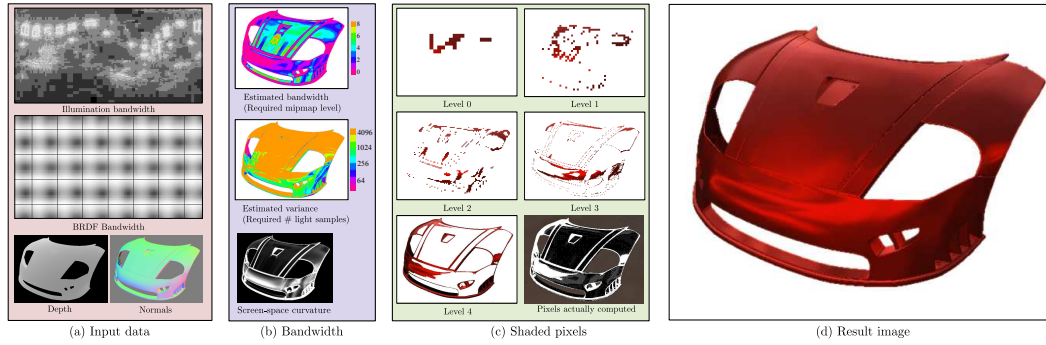 Illumination bandwidth
BRDF Bandwidth
Depth
Normals
(a) Input data
8
6
4
2
0
Estimated bandwidth
(Required mipmap level)
4096
1024
256
64
Estimated variance
(Required # light samples)
Screen-space curvature
(b) Bandwidth
Level 0
Level 1
Level 2
Level 3
Level 4
Pixels actually computed
(c) Shaded pixels
(d) Result image